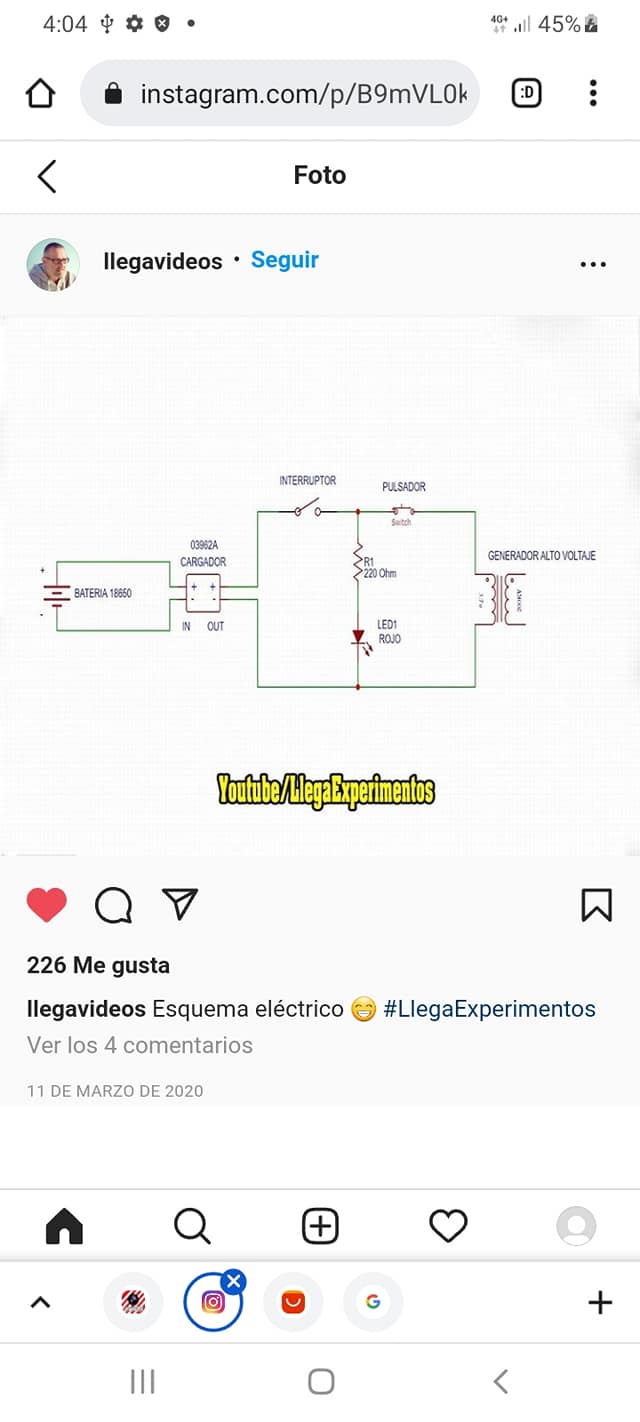 4:04
4G+
45%
instagram.com/p/B9mVL0k
:D
Foto
llegavideos • Seguir
INTERRUPTOR
PULSADOR
Switch
03962A
CARGADOR
GENERADOR ALTO VOLTAJE
+
BATERIA 18650
-
+ +
- -
IN OUT
R1
220 Ohm
LED1
ROJO
Youtube/LlegaExperimentos
226 Me gusta
llegavideos Esquema eléctrico 😁 #LlegaExperimentos
Ver los 4 comentarios
11 DE MARZO DE 2020